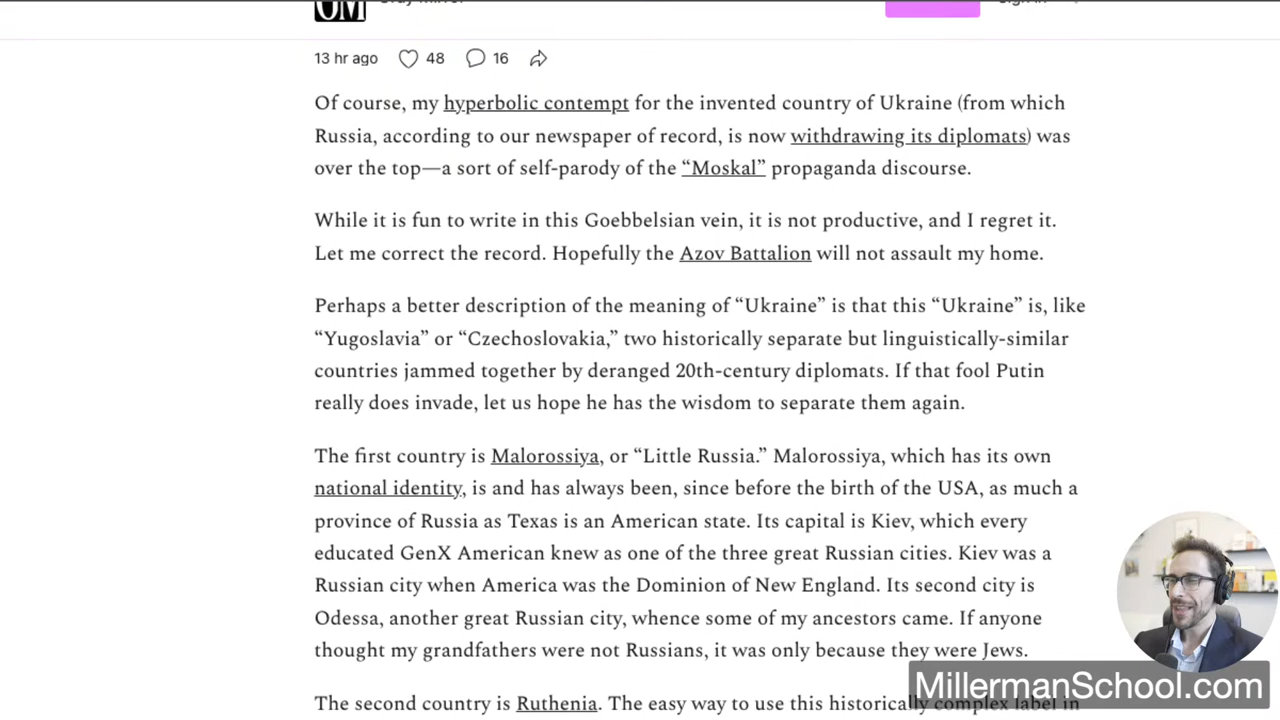 13 hr ago 48 16
Of course, my hyperbolic contempt for the invented country of Ukraine (from which
Russia, according to our newspaper of record, is now withdrawing its diplomats) was
over the top—a sort of self-parody of the “Moskal” propaganda discourse.
While it is fun to write in this Goebbelsian vein, it is not productive, and I regret it.
Let me correct the record. Hopefully the Azov Battalion will not assault my home.
Perhaps a better description of the meaning of “Ukraine” is that this “Ukraine” is, like
“Yugoslavia” or “Czechoslovakia,” two historically separate but linguistically-similar
countries jammed together by deranged 20th-century diplomats. If that fool Putin
really does invade, let us hope he has the wisdom to separate them again.
The first country is Malorossiya, or “Little Russia.” Malorossiya, which has its own
national identity, is and has always been, since before the birth of the USA, as much a
province of Russia as Texas is an American state. Its capital is Kiev, which every
educated GenX American knew as one of the three great Russian cities. Kiev was a
Russian city when America was the Dominion of New England. Its second city is
Odessa, another great Russian city, whence some of my ancestors came. If anyone
thought my grandfathers were not Russians, it was only because they were Jews.
The second country is Ruthenia. The easy way to use this historically complex label in
MillermanSchool.com